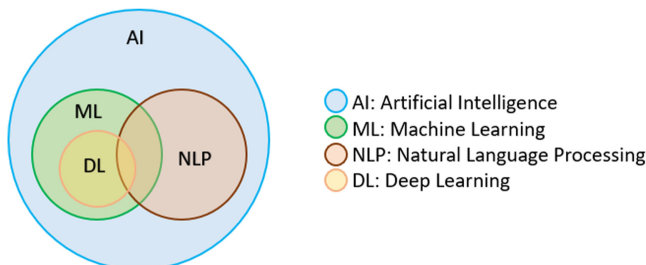 AI
ML
DL
NLP
AI: Artificial Intelligence
ML: Machine Learning
NLP: Natural Language Processing
DL: Deep Learning